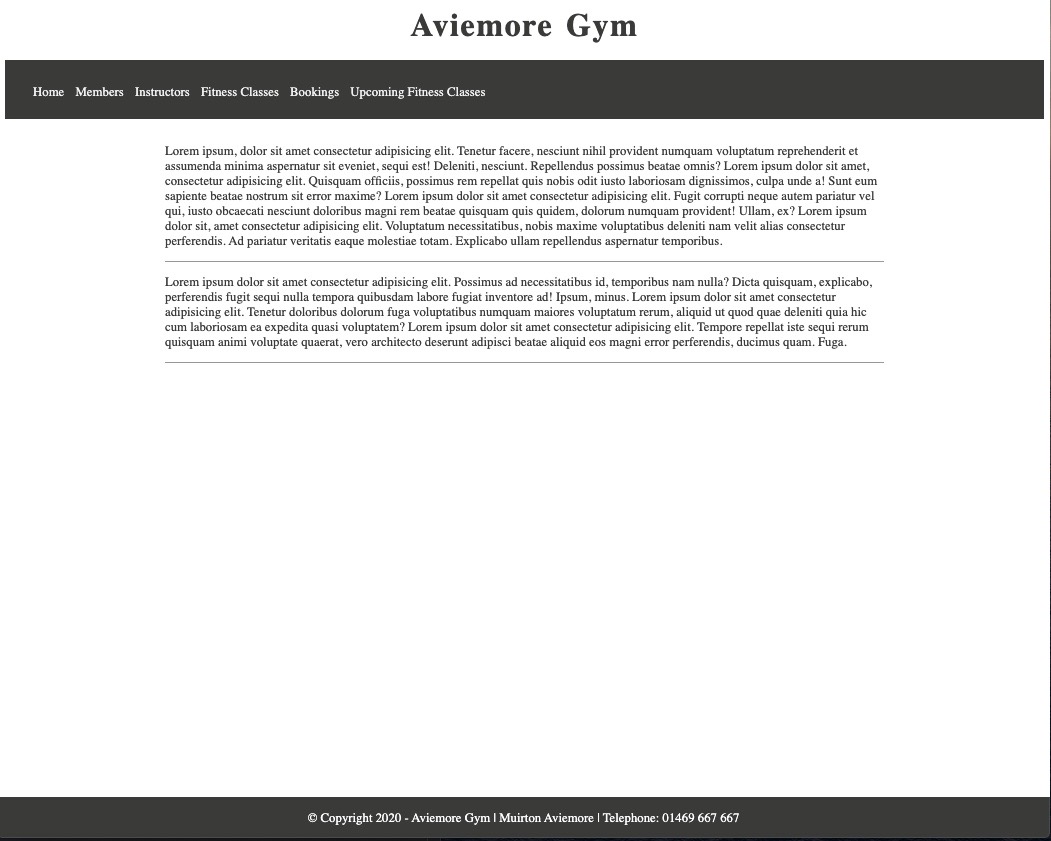 Aviemore Gym
Home Members Instructors Fitness Classes Bookings Upcoming Fitness Classes
Lorem ipsum, dolor sit amet consectetur adipisicing elit. Tenetur facere, nesciunt nihil provident numquam voluptatum reprehenderit et
assumenda minima aspernatur sit eveniet, sequi est! Deleniti, nesciunt. Repellendus possimus beatae omnis? Lorem ipsum dolor sit amet,
consectetur adipisicing elit. Quisquam officiis, possimus rem repellat quis nobis odit iusto laboriosam dignissimos, culpa unde a! Sunt eum
sapiente beatae nostrum sit error maxime? Lorem ipsum dolor sit amet consectetur adipisicing elit. Fugit corrupti neque autem pariatur vel
qui, iusto obcaecati nesciunt doloribus magni rem beatae quisquam quis quidem, dolorum numquam provident! Ullam, ex? Lorem ipsum
dolor sit, amet consectetur adipisicing elit. Voluptatum necessitatibus, nobis maxime voluptatibus deleniti nam velit alias consectetur
perferendis. Ad pariatur veritatis eaque molestiae totam. Explicabo ullam repellendus aspernatur temporibus.
Lorem ipsum dolor sit amet consectetur adipisicing elit. Possimus ad necessitatibus id, temporibus nam nulla? Dicta quisquam, explicabo,
perferendis fugit sequi nulla tempora quibusdam labore fugiat inventore ad! Ipsum, minus. Lorem ipsum dolor sit amet consectetur
adipisicing elit. Tenetur doloribus dolorum fuga voluptatibus numquam maiores voluptatum rerum, aliquid ut quod quae deleniti quia hic
cum laboriosam ea expedita quasi voluptatem? Lorem ipsum dolor sit amet consectetur adipisicing elit. Tempore repellat iste sequi rerum
quisquam animi voluptate quaerat, vero architecto deserunt adipisci beatae aliquid eos magni error perferendis, ducimus quam. Fuga.
© Copyright 2020 - Aviemore Gym | Muirton Aviemore | Telephone: 01469 667 667